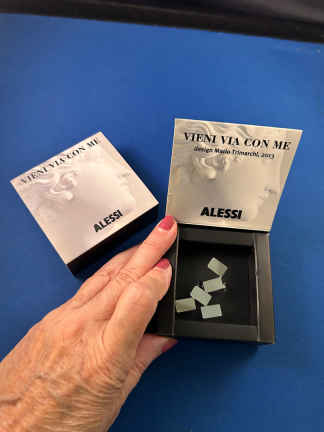 VIENI VIA CON ME
ALESSI
VIENI VIA CON ME
design Mario Trimarchi, 2013
ALESSI